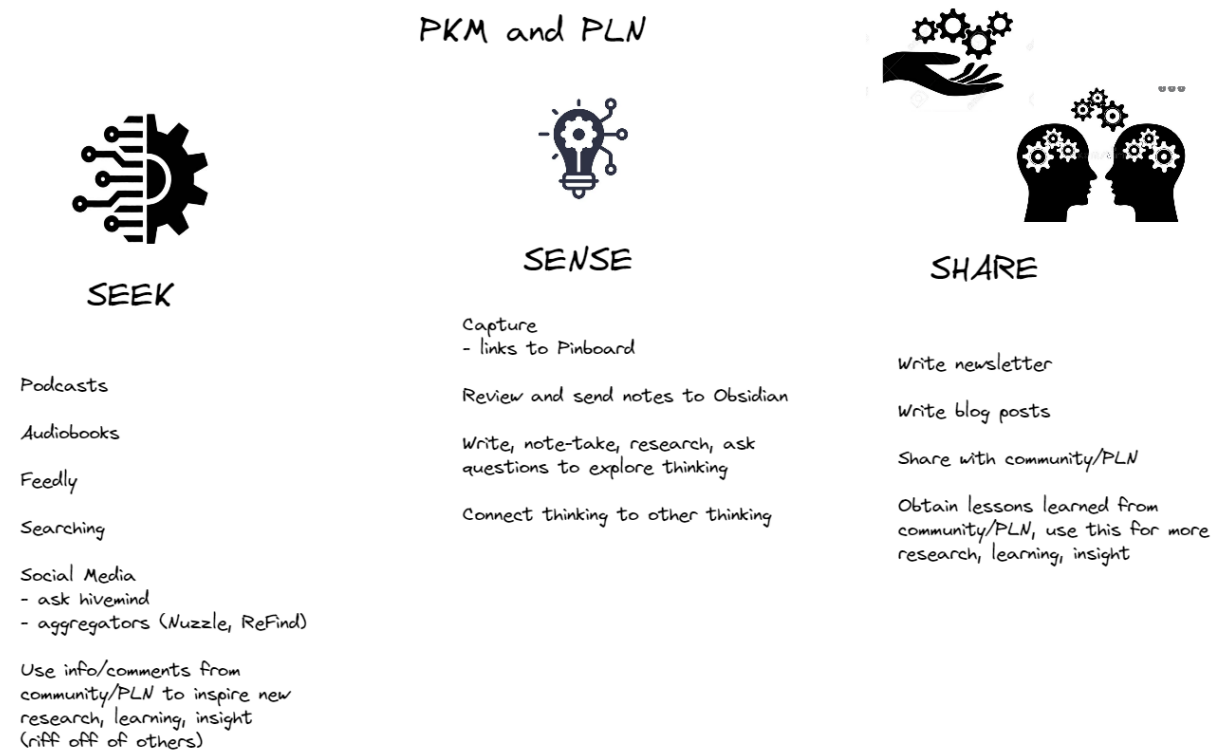 PKM and PLN
SEEK
Podcasts
Audiobooks
Feedly
Searching
Social Media
- ask hivemind
- aggregators (Nuzzle, ReFind)
Use info/comments from
community/PLN to inspire new
research, learning, insight
(riff off of others)
SENSE
Capture
- links to Pinboard
Review and send notes to Obsidian
Write, note-take, research, ask
questions to explore thinking
Connect thinking to other thinking
SHARE
Write newsletter
Write blog posts
Share with community/PLN
Obtain lessons learned from
community/PLN, use this for more
research, learning, insight